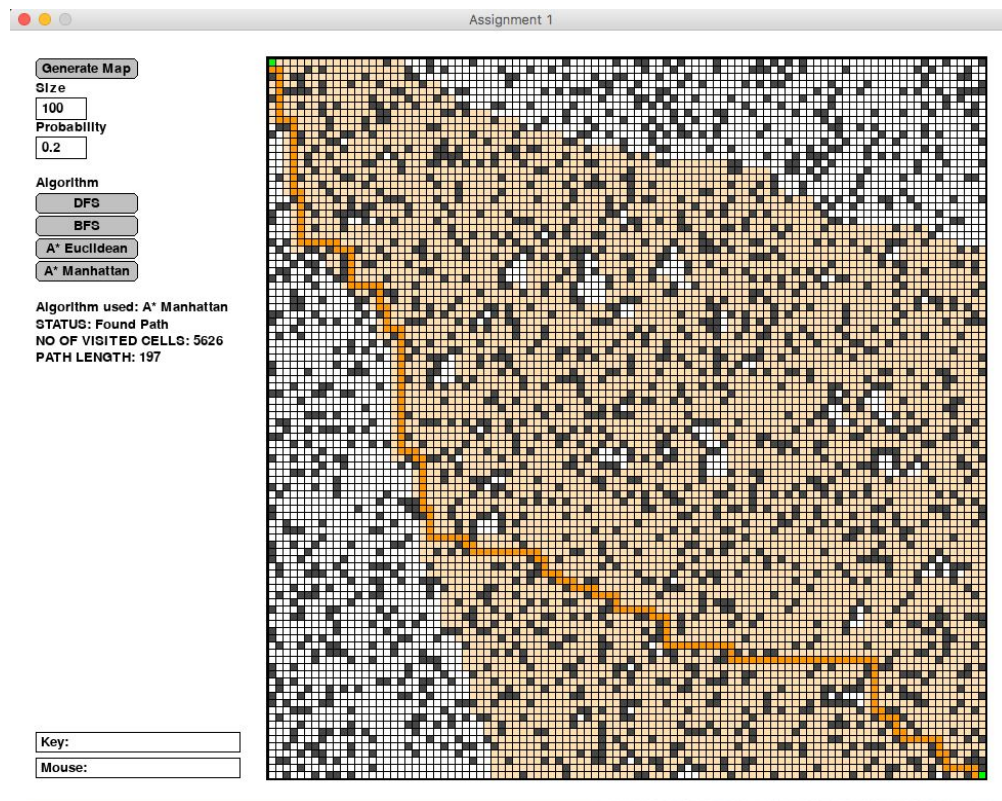 Assignment 1
Generate Map
Size
100
Probability
0.2
Algorithm
DFS
BFS
A* Euclidean
A* Manhattan
Algorithm used: A* Manhattan
STATUS: Found Path
NO OF VISITED CELLS: 5626
PATH LENGTH: 197
Key:
Mouse: